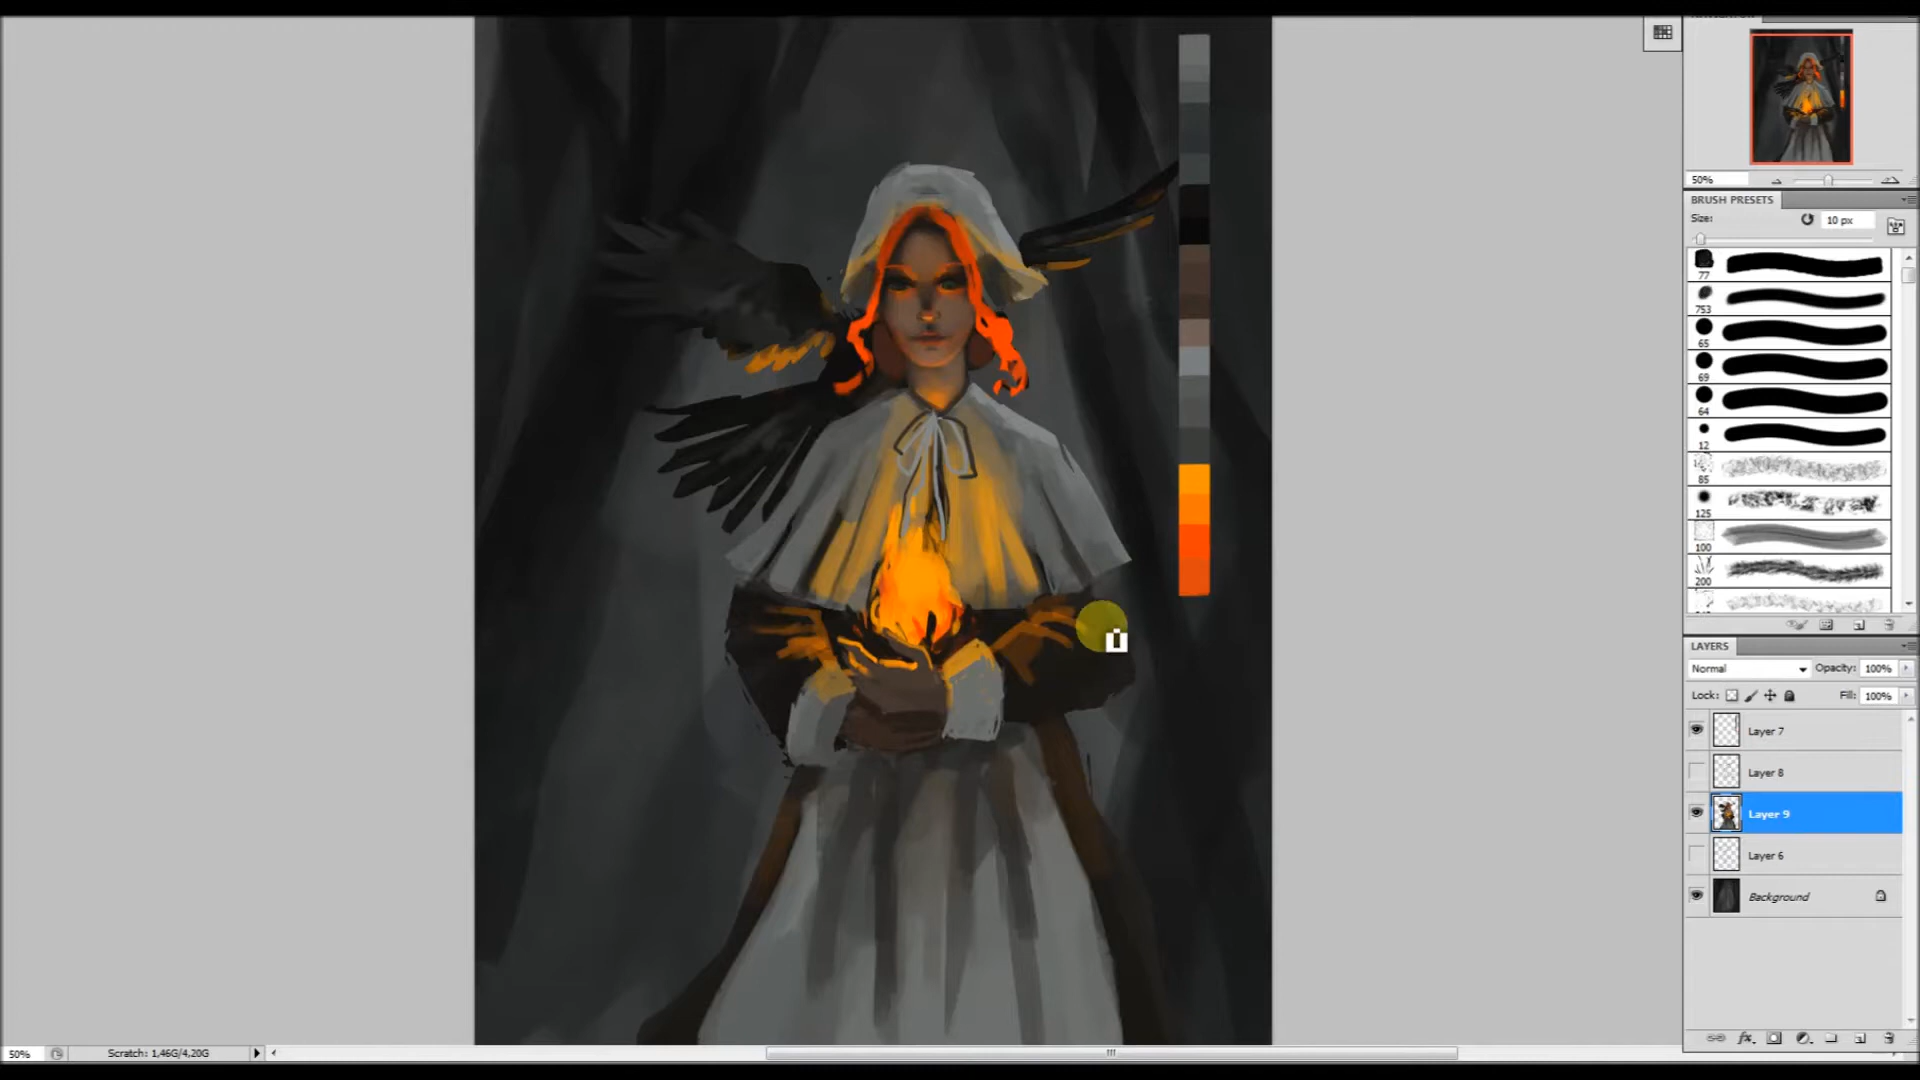 50%
BRUSH PRESETS
Size:
10 px
77
753
65
69
64
12
85
125
100
200
LAYERS
Normal
Opacity: 100%
Lock:
Fill: 100%
Layer 7
Layer 8
Layer 9
Layer 6
Background
fx
50%
Scratch: 1,46G/4,20G